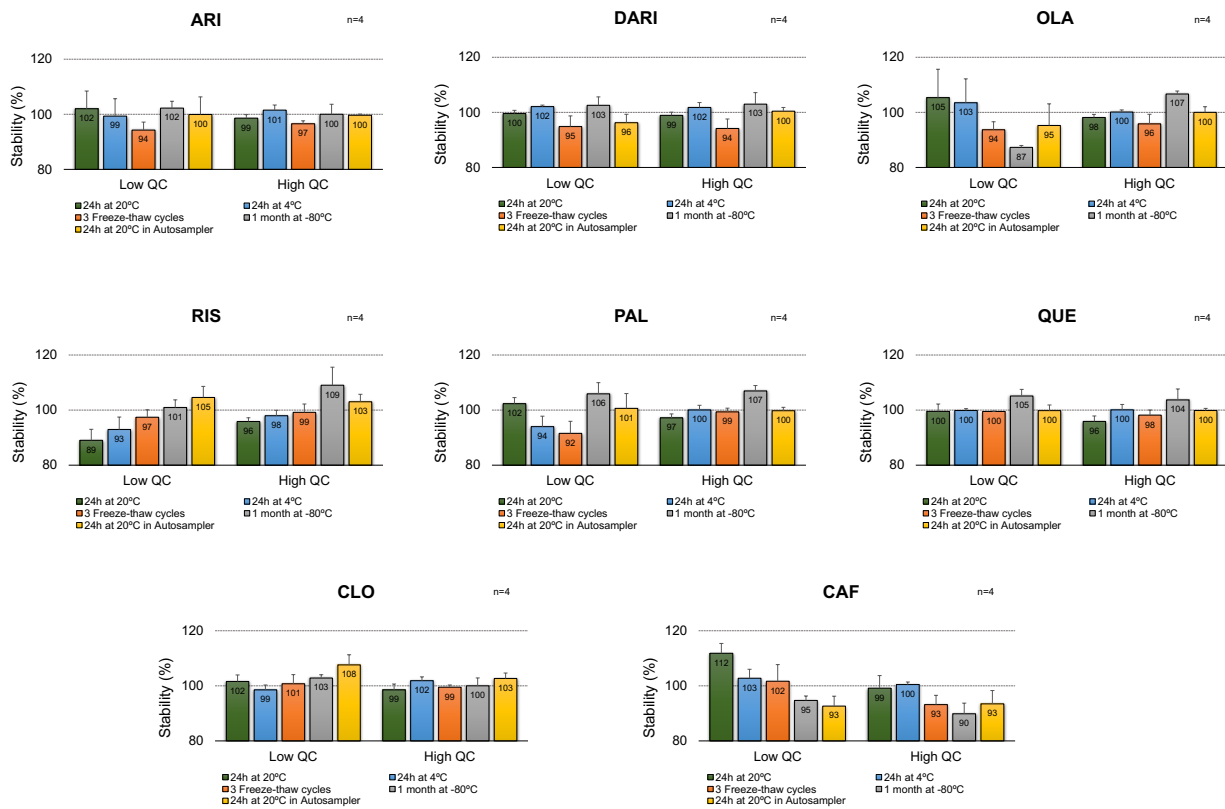 ARI n=4
Stability (%)
120
100
80
102 99 94 102 100 99 101 97 100 100
Low QC High QC
24h at 20ºC 24h at 4ºC
3 Freeze-thaw cycles 1 month at -80ºC
24h at 20ºC in Autosampler
DARI n=4
Stability (%)
120
100
80
100 102 95 103 96 99 102 94 103 100
Low QC High QC
24h at 20ºC 24h at 4ºC
3 Freeze-thaw cycles 1 month at -80ºC
24h at 20ºC in Autosampler
OLA n=4
Stability (%)
120
100
80
105 103 94 87 95 98 100 96 107 100
Low QC High QC
24h at 20ºC 24h at 4ºC
3 Freeze-thaw cycles 1 month at -80ºC
24h at 20ºC in Autosampler
RIS n=4
Stability (%)
120
100
80
89 93 97 101 105 96 98 99 109 103
Low QC High QC
24h at 20ºC 24h at 4ºC
3 Freeze-thaw cycles 1 month at -80ºC
24h at 20ºC in Autosampler
PAL n=4
Stability (%)
120
100
80
102 94 92 106 101 97 100 99 107 100
Low QC High QC
24h at 20ºC 24h at 4ºC
3 Freeze-thaw cycles 1 month at -80ºC
24h at 20ºC in Autosampler
QUE n=4
Stability (%)
120
100
80
100 100 100 105 100 96 100 98 104 100
Low QC High QC
24h at 20ºC 24h at 4ºC
3 Freeze-thaw cycles 1 month at -80ºC
24h at 20ºC in Autosampler
CLO n=4
Stability (%)
120
100
80
102 99 101 103 108 99 102 99 100 103
Low QC High QC
24h at 20ºC 24h at 4ºC
3 Freeze-thaw cycles 1 month at -80ºC
24h at 20ºC in Autosampler
CAF n=4
Stability (%)
120
100
80
112 103 102 95 93 99 100 93 90 93
Low QC High QC
24h at 20ºC 24h at 4ºC
3 Freeze-thaw cycles 1 month at -80ºC
24h at 20ºC in Autosampler